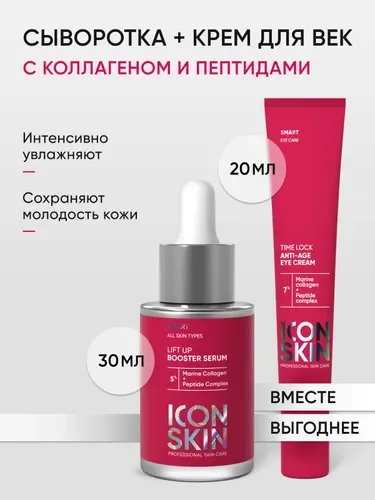 СЫВОРОТКА + КРЕМ ДЛЯ ВЕК
С КОЛЛАГЕНОМ И ПЕПТИДАМИ
Интенсивно
увлажняют
Сохраняют
молодость кожи
20 МЛ
SMART
EYE CARE
TIME LOCK
ANTI-AGE
EYE CREAM
7%
Marine
collagen
+
Peptide
complex
ICON
SKIN
PROFESSIONAL SKIN CARE
30 МЛ
ALL SKIN TYPES
LIFT UP
BOOSTER SERUM
5%
Marine Collagen
+
Peptide Complex
ICON
SKIN
PROFESSIONAL SKIN CARE
ВМЕСТЕ
ВЫГОДНЕЕ